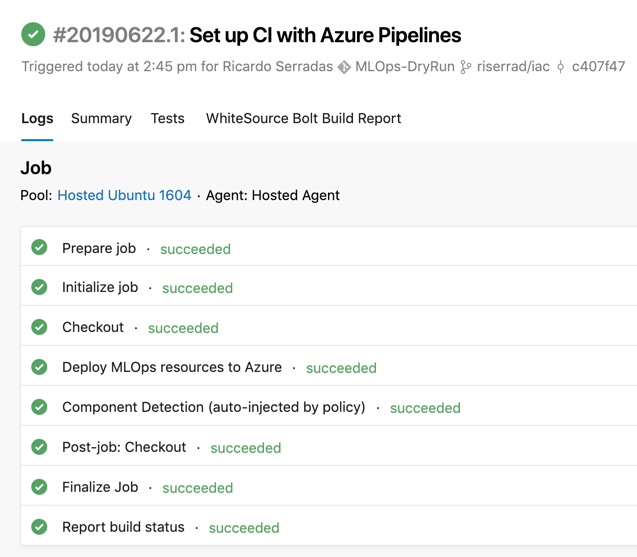 #20190622.1: Set up CI with Azure Pipelines
Triggered today at 2:45 pm for Ricardo Serradas MLOps-DryRun riserrad/iac c407f47
Logs Summary Tests WhiteSource Bolt Build Report
Job
Pool: Hosted Ubuntu 1604 · Agent: Hosted Agent
Prepare job · succeeded
Initialize job · succeeded
Checkout · succeeded
Deploy MLOps resources to Azure · succeeded
Component Detection (auto-injected by policy) · succeeded
Post-job: Checkout · succeeded
Finalize Job · succeeded
Report build status · succeeded